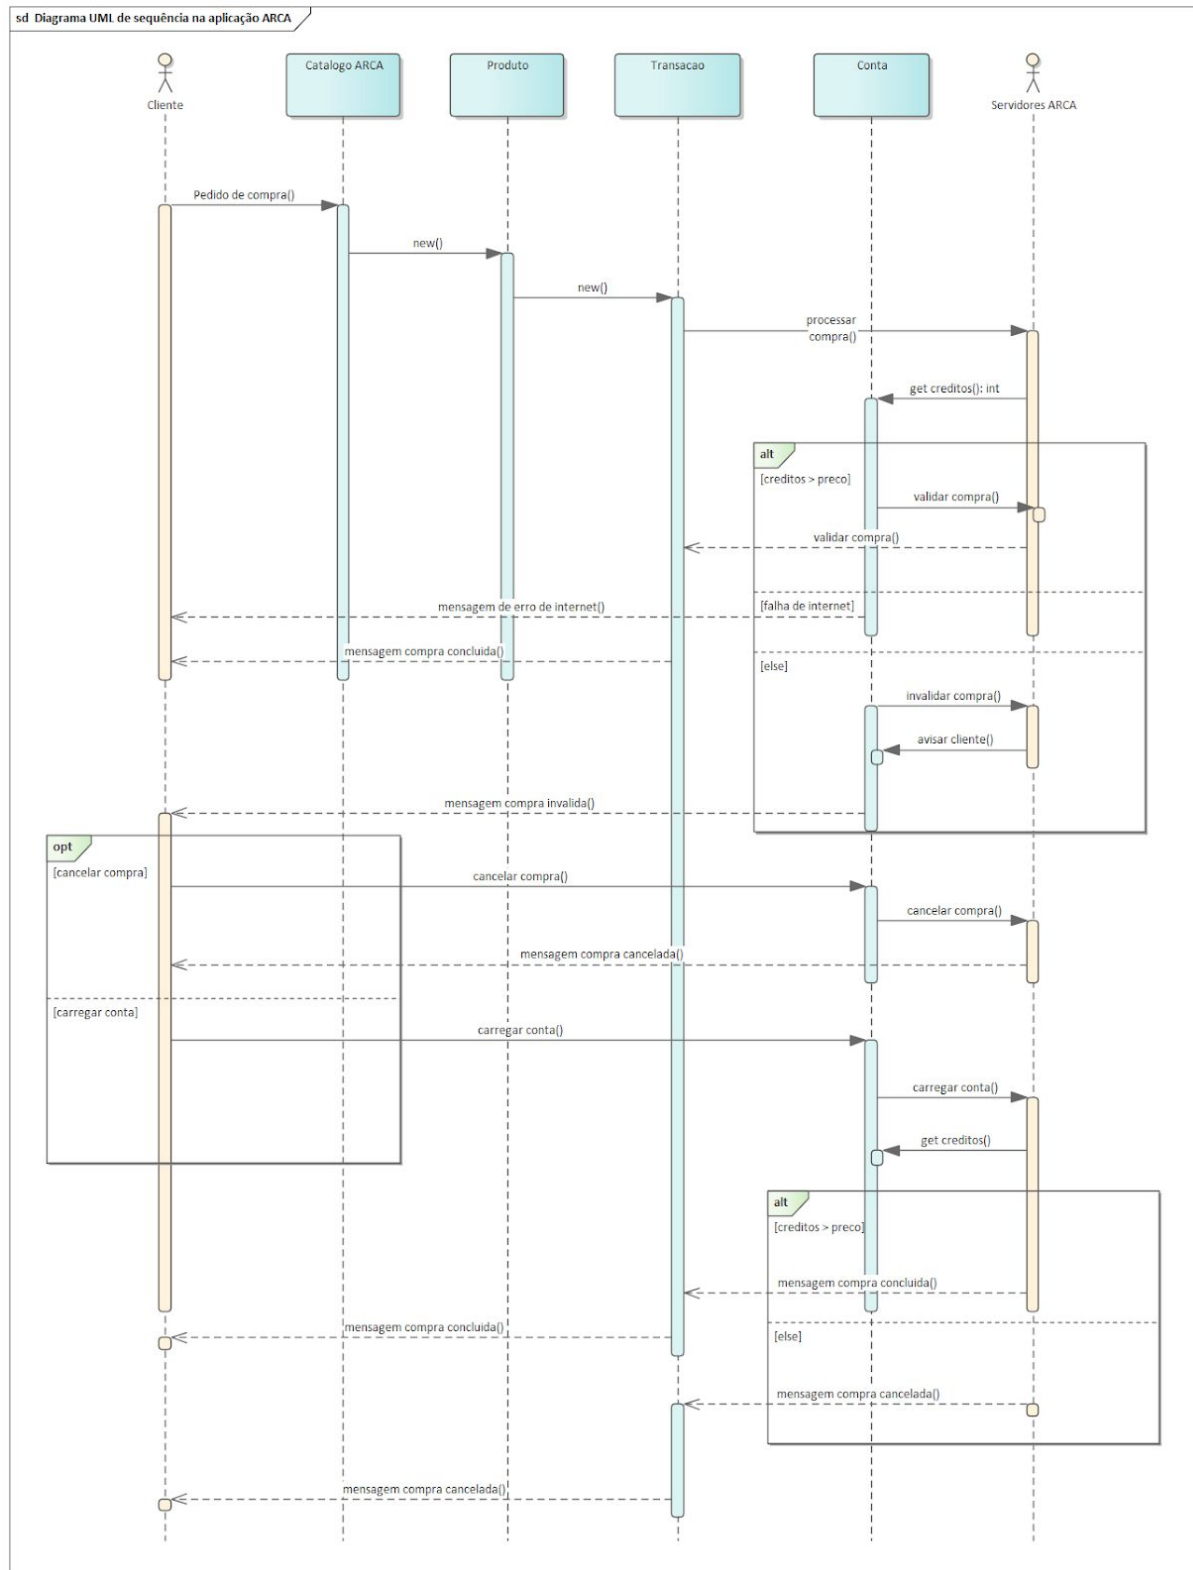 sd Diagrama UML de sequência na aplicação ARCA
Cliente
Catalogo ARCA
Produto
Transacao
Conta
Servidores ARCA
Pedido de compra()
new()
new()
processar
compra()
get creditos(): int
alt
[creditos > preco]
validar compra()
validar compra()
mensagem de erro de internet()
[falha de internet]
mensagem compra concluida()
[else]
invalidar compra()
avisar cliente()
mensagem compra invalida()
opt
[cancelar compra]
cancelar compra()
cancelar compra()
mensagem compra cancelada()
[carregar conta]
carregar conta()
carregar conta()
get creditos()
alt
[creditos > preco]
mensagem compra concluida()
mensagem compra concluida()
[else]
mensagem compra cancelada()
mensagem compra cancelada()